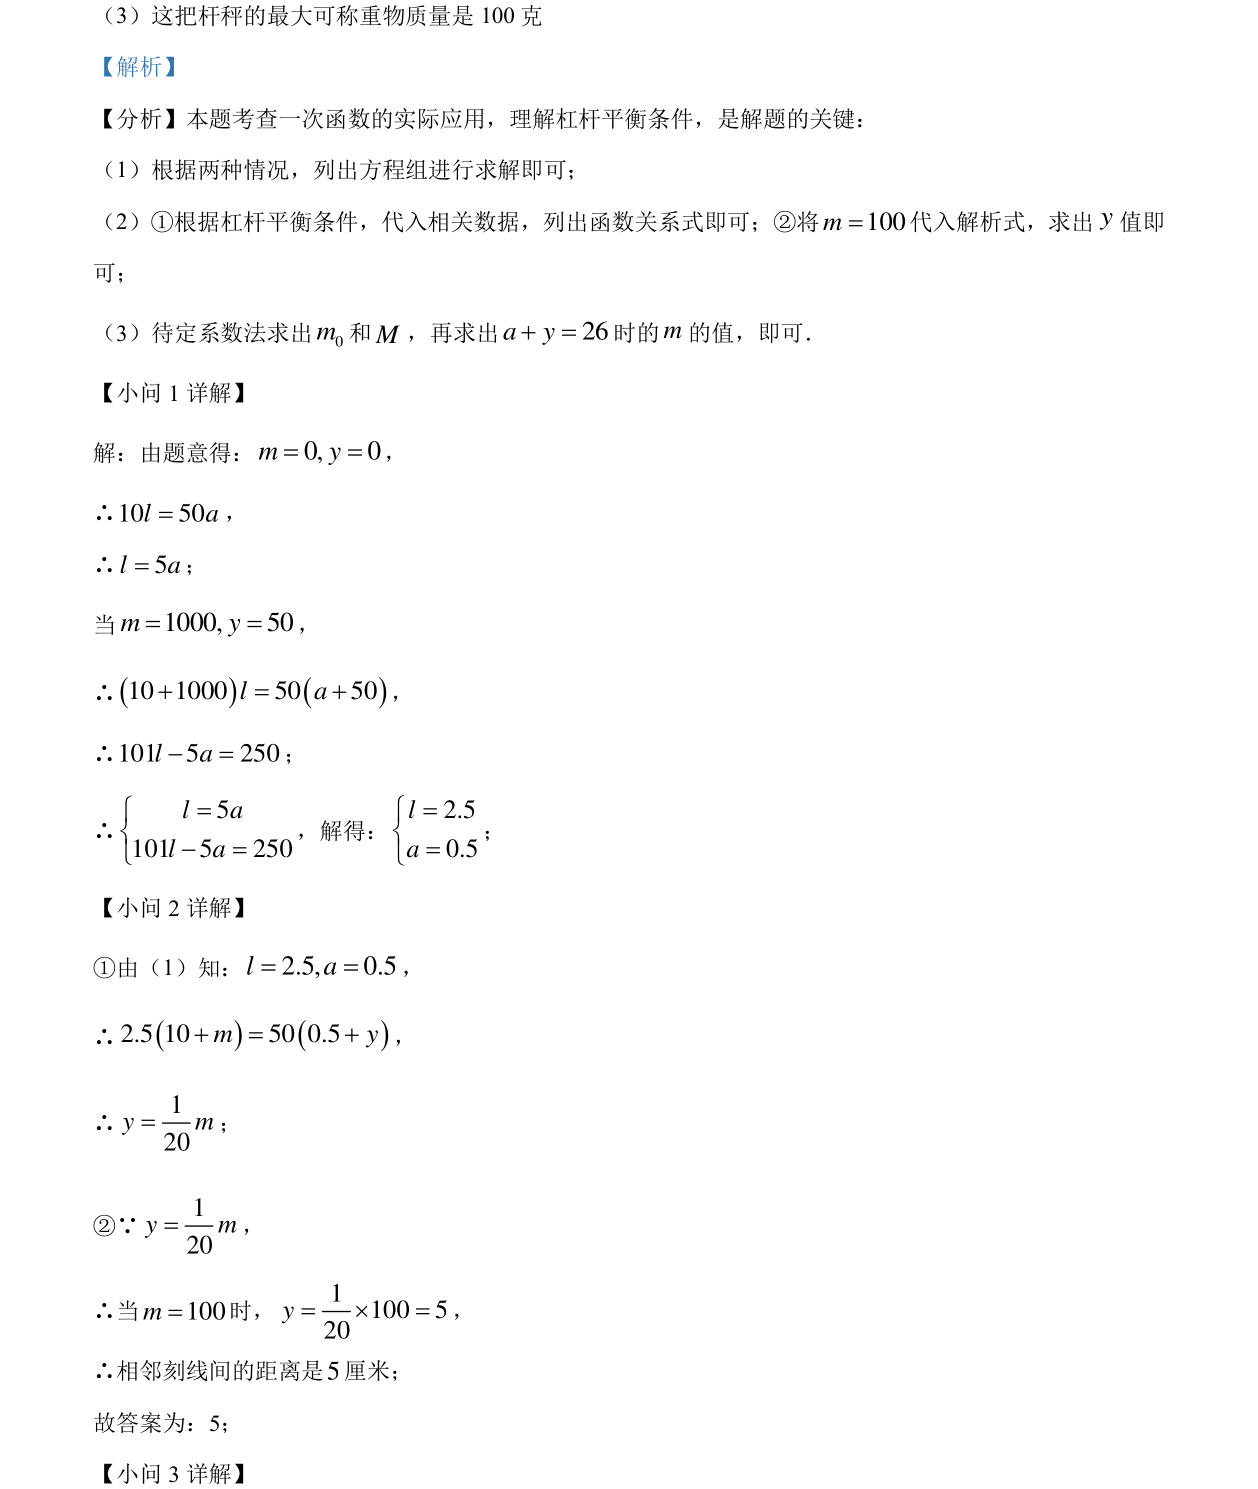 （3）这把杆秤的最大可称重物质量是 100 克
【解析】
【分析】本题考查一次函数的实际应用，理解杠杆平衡条件，是解题的关键：
（1）根据两种情况，列出方程组进行求解即可；
（2）①根据杠杆平衡条件，代入相关数据，列出函数关系式即可；②将 m = 100 代入解析式，求出 y 值即
可；
（3）待定系数法求出 m₀ 和 M ，再求出 a + y = 26 时的 m 的值，即可．
【小问 1 详解】
解：由题意得： m = 0, y = 0 ，
∴ 10l = 50a ，
∴ l = 5a ；
当 m = 1000, y = 50 ，
∴ (10 + 1000)l = 50(a + 50) ，
∴ 101l − 5a = 250 ；
∴ { l = 5a 101l − 5a = 250 ，解得： { l = 2.5 a = 0.5 ；
【小问 2 详解】
①由（1）知： l = 2.5, a = 0.5 ，
∴ 2.5(10 + m) = 50(0.5 + y) ，
∴ y = 1/20 m ；
②∵ y = 1/20 m ，
∴当 m = 100 时， y = 1/20 × 100 = 5 ，
∴相邻刻线间的距离是 5 厘米；
故答案为：5；
【小问 3 详解】